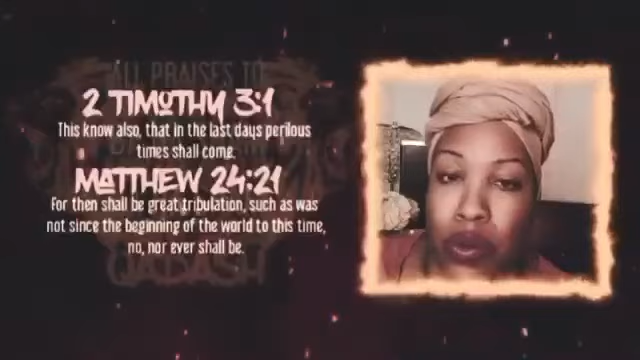 ALL PRAISES TO
2 TIMOTHY 3:1
This know also, that in the last days perilous
times shall come.
MATTHEW 24:21
For then shall be great tribulation, such as was
not since the beginning of the world to this time,
no, nor ever shall be.
QABASH